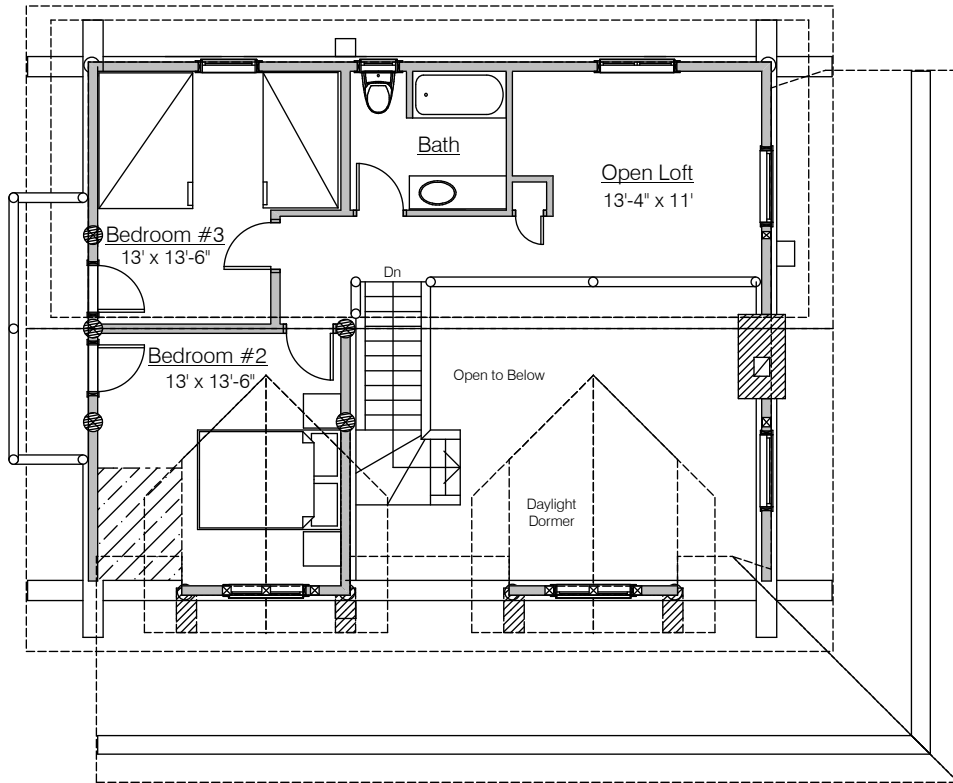 Bath
Open Loft
13'-4" x 11'
Bedroom #3
13' x 13'-6"
Dn
Bedroom #2
13' x 13'-6"
Open to Below
Daylight
Dormer